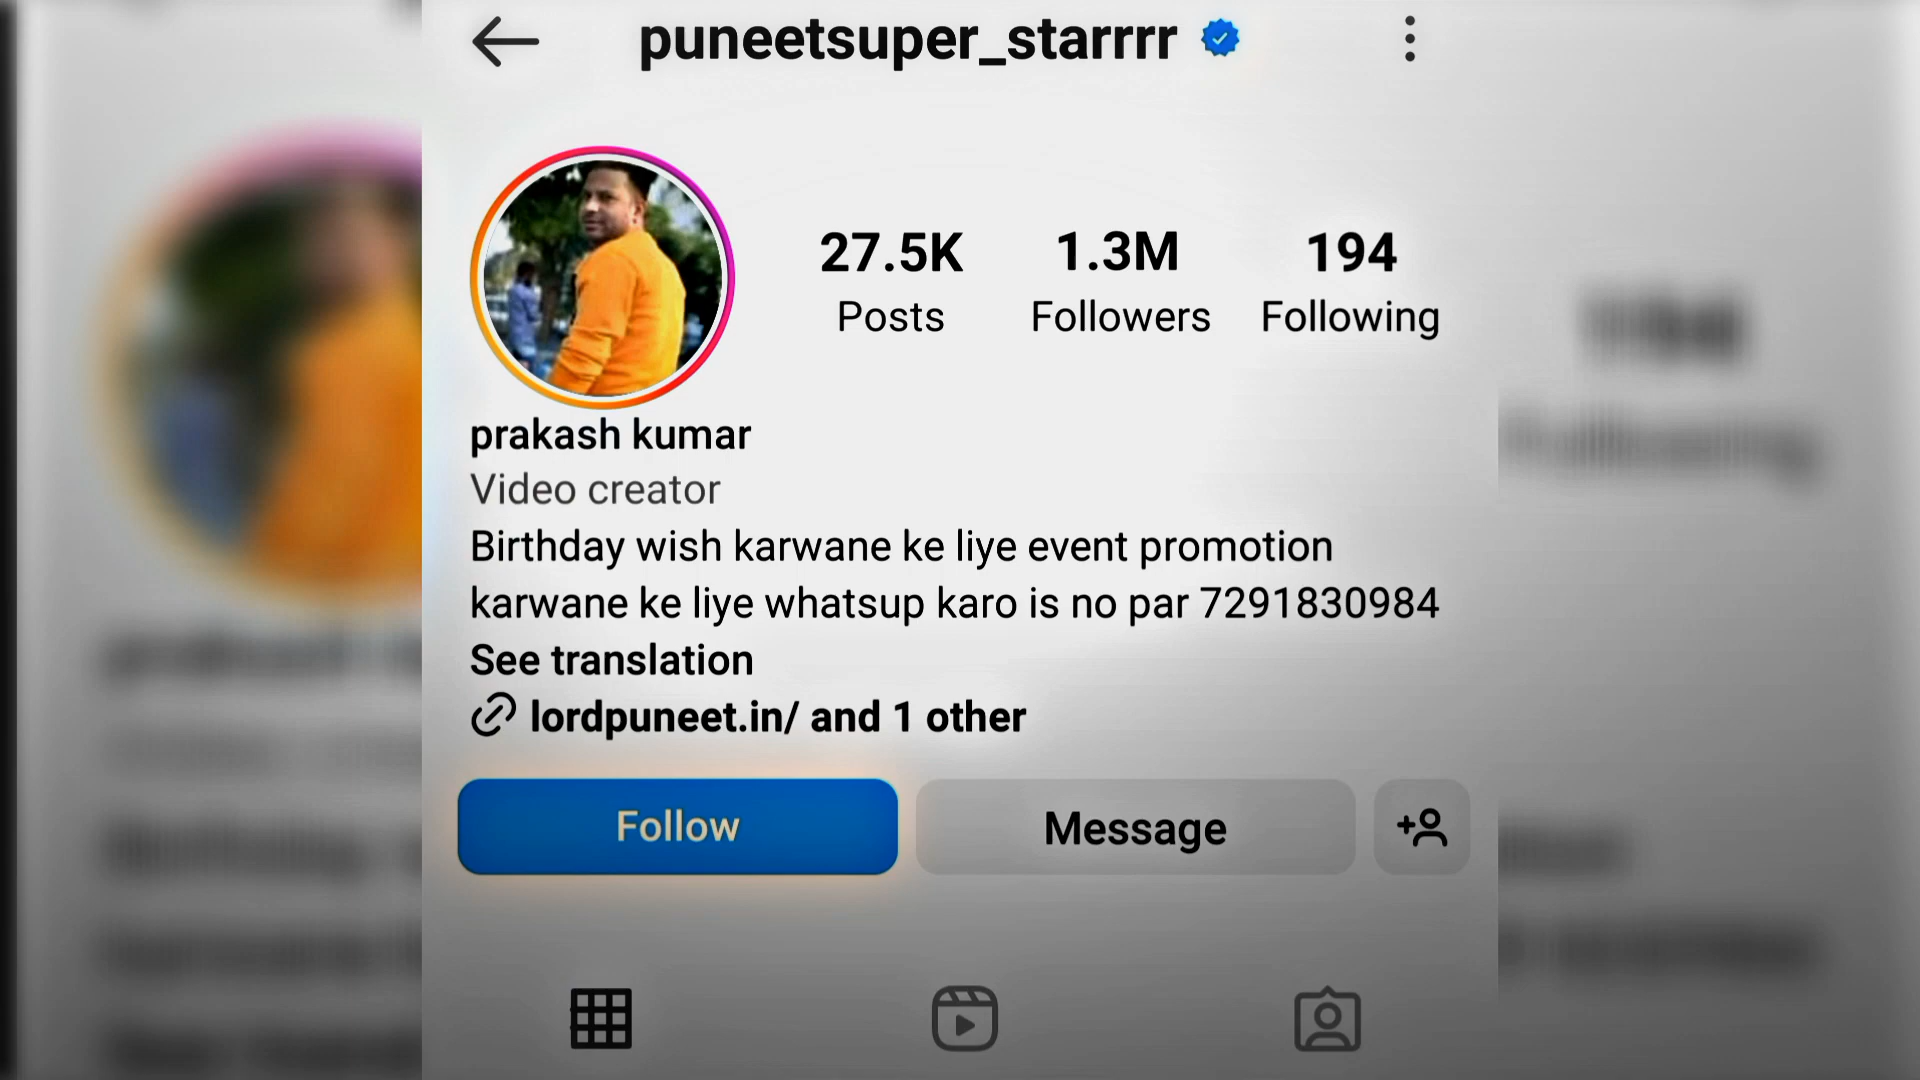 puneetsuper_starrrr
27.5K 1.3M 194
Posts Followers Following
prakash kumar
Video creator
Birthday wish karwane ke liye event promotion
karwane ke liye whatsup karo is no par 7291830984
See translation
lordpuneet.in/ and 1 other
Follow Message